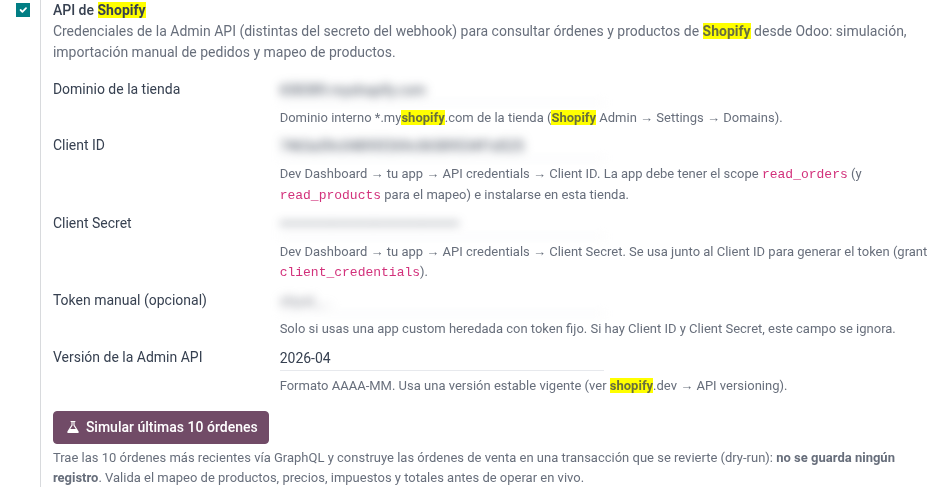 API de Shopify
Credenciales de la Admin API (distintas del secreto del webhook) para consultar órdenes y productos de Shopify desde Odoo: simulación,
importación manual de pedidos y mapeo de productos.
Dominio de la tienda
Dominio interno *.myshopify.com de la tienda (Shopify Admin → Settings → Domains).
Client ID
Dev Dashboard → tu app → API credentials → Client ID. La app debe tener el scope read_orders (y
read_products para el mapeo) e instalarse en esta tienda.
Client Secret
Dev Dashboard → tu app → API credentials → Client Secret. Se usa junto al Client ID para generar el token (grant
client_credentials).
Token manual (opcional)
Solo si usas una app custom heredada con token fijo. Si hay Client ID y Client Secret, este campo se ignora.
Versión de la Admin API
2026-04
Formato AAAA-MM. Usa una versión estable vigente (ver shopify.dev → API versioning).
Simular últimas 10 órdenes
Trae las 10 órdenes más recientes vía GraphQL y construye las órdenes de venta en una transacción que se revierte (dry-run): no se guarda ningún
registro. Valida el mapeo de productos, precios, impuestos y totales antes de operar en vivo.